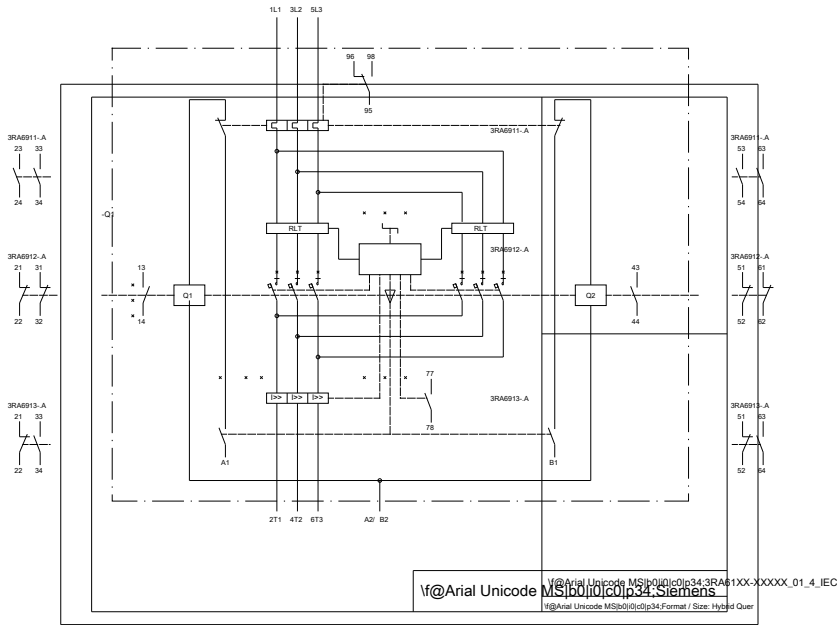 1L1 3L2 5L3
96 98
95
3RA6911-.A
23 33
24 34
3RA6911-.A
3RA6911-.A
53 63
54 64
-Q1
RLT RLT
3RA6912-.A
21 31
22 32
13
14
Q1
3RA6912-.A
Q2
43
44
3RA6912-.A
51 61
52 62
3RA6913-.A
21 33
22 34
I>> I>> I>>
77
78
3RA6913-.A
3RA6913-.A
51 63
52 64
A1 B1
2T1 4T2 6T3 A2/ B2
\f@Arial Unicode MS|b0|i0|c0|p34;Siemens
\f@Arial Unicode MS|b0|i0|c0|p34;3RA61XX-XXXXX_01_4_IEC
\f@Arial Unicode MS|b0|i0|c0|p34;Format / Size: Hybrid Quer